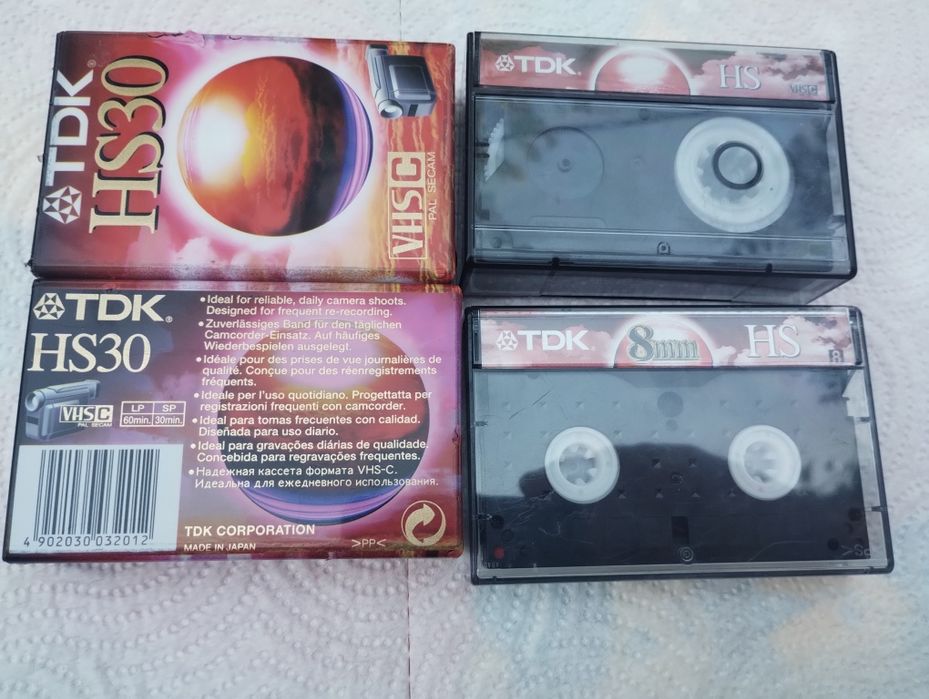 TDK®
HS30
VHS C
PAL SECAM
TDK®
HS
VHS C
TDK®
HS30
VHS C
PAL SECAM
LP SP
60min. 30min.
• Ideal for reliable, daily camera shoots.
Designed for frequent re-recording.
• Zuverlässiges Band für den täglichen
Camcorder-Einsatz. Auf häufiges
Wiederbespielen ausgelegt.
• Idéale pour des prises de vue journalières de
qualité. Conçue pour des réenregistrements
fréquents.
• Ideale per l'uso quotidiano. Progettatta per
registrazioni frequenti con camcorder.
• Ideal para tomas frecuentes con calidad.
Diseñada para uso diario.
• Ideal para gravações diárias de qualidade.
Concebida para regravações frequentes.
• Надежная кассета формата VHS-C.
Идеальна для ежедневного использования.
4 902030 032012
TDK CORPORATION
MADE IN JAPAN
>PP<
TDK
8mm
HS
8